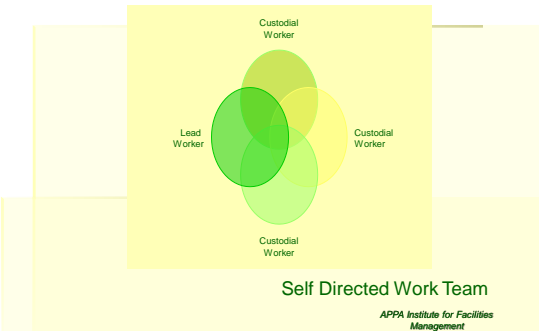 Custodial
Worker
Lead
Worker
Custodial
Worker
Custodial
Worker
Self Directed Work Team
APPA Institute for Facilities
Management